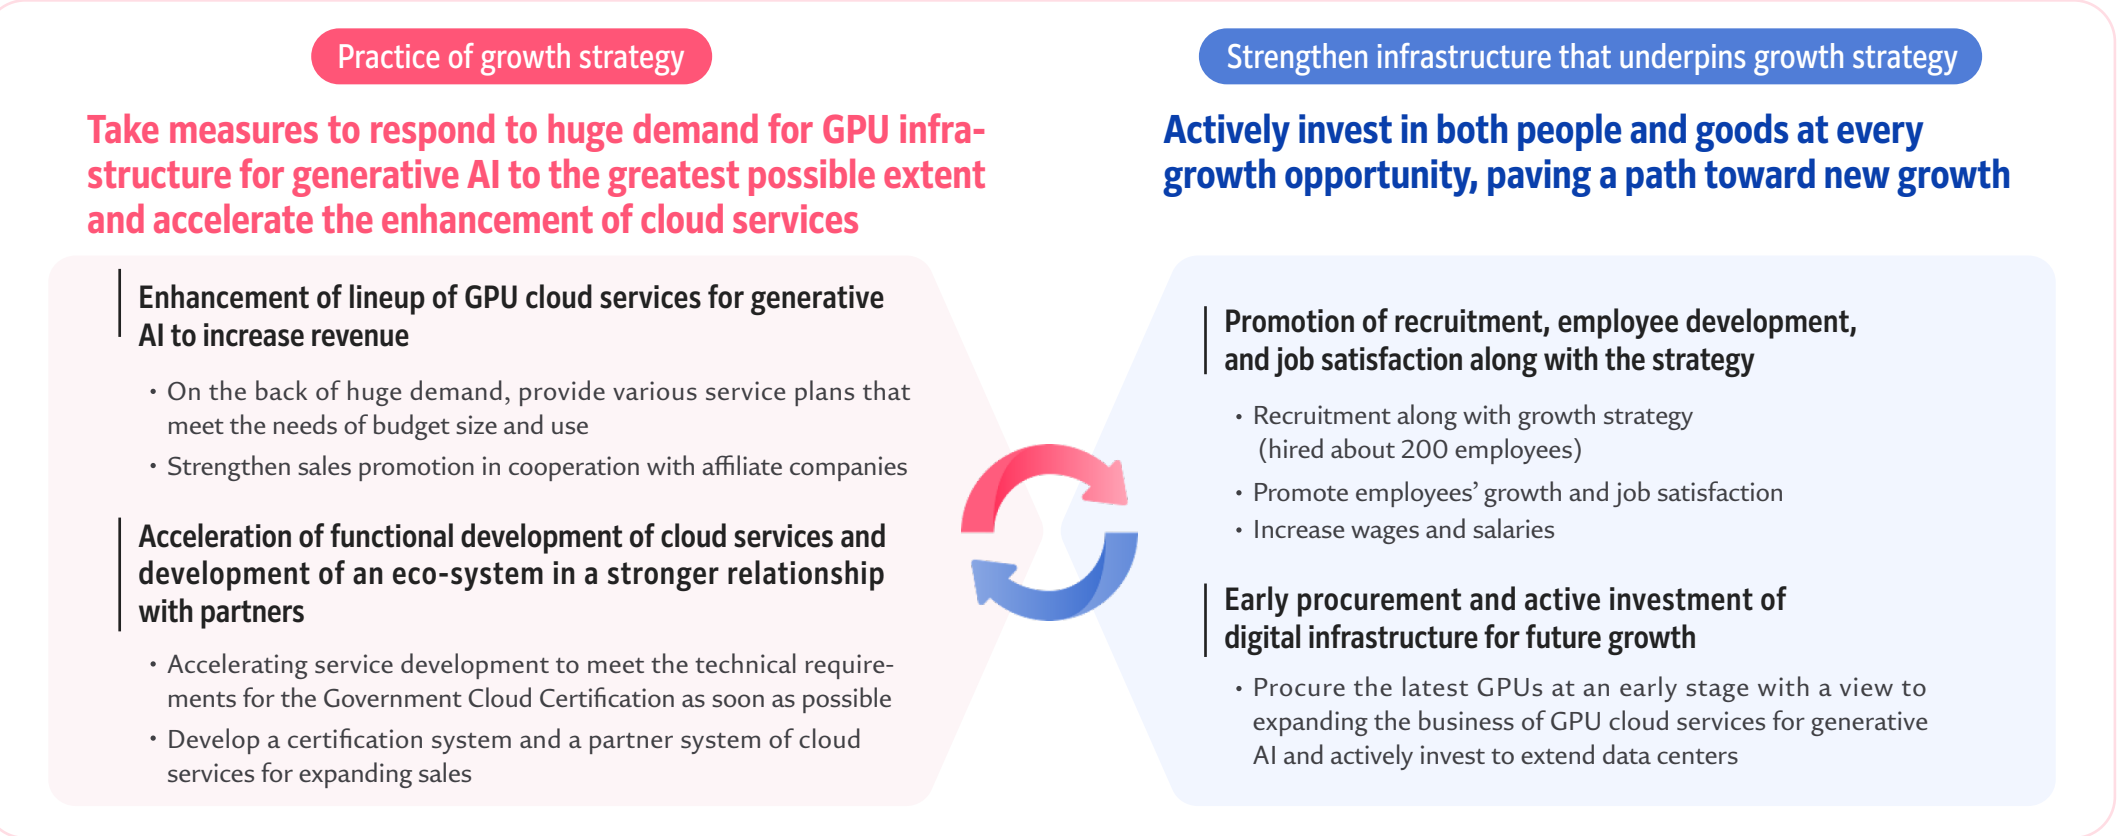 Practice of growth strategy
Take measures to respond to huge demand for GPU infra-
structure for generative AI to the greatest possible extent
and accelerate the enhancement of cloud services
Enhancement of lineup of GPU cloud services for generative
AI to increase revenue
・On the back of huge demand, provide various service plans that
meet the needs of budget size and use
・Strengthen sales promotion in cooperation with affiliate companies
Acceleration of functional development of cloud services and
development of an eco-system in a stronger relationship
with partners
・Accelerating service development to meet the technical require-
ments for the Government Cloud Certification as soon as possible
・Develop a certification system and a partner system of cloud
services for expanding sales
Strengthen infrastructure that underpins growth strategy
Actively invest in both people and goods at every
growth opportunity, paving a path toward new growth
Promotion of recruitment, employee development,
and job satisfaction along with the strategy
・Recruitment along with growth strategy
(hired about 200 employees)
・Promote employees’ growth and job satisfaction
・Increase wages and salaries
Early procurement and active investment of
digital infrastructure for future growth
・Procure the latest GPUs at an early stage with a view to
expanding the business of GPU cloud services for generative
AI and actively invest to extend data centers